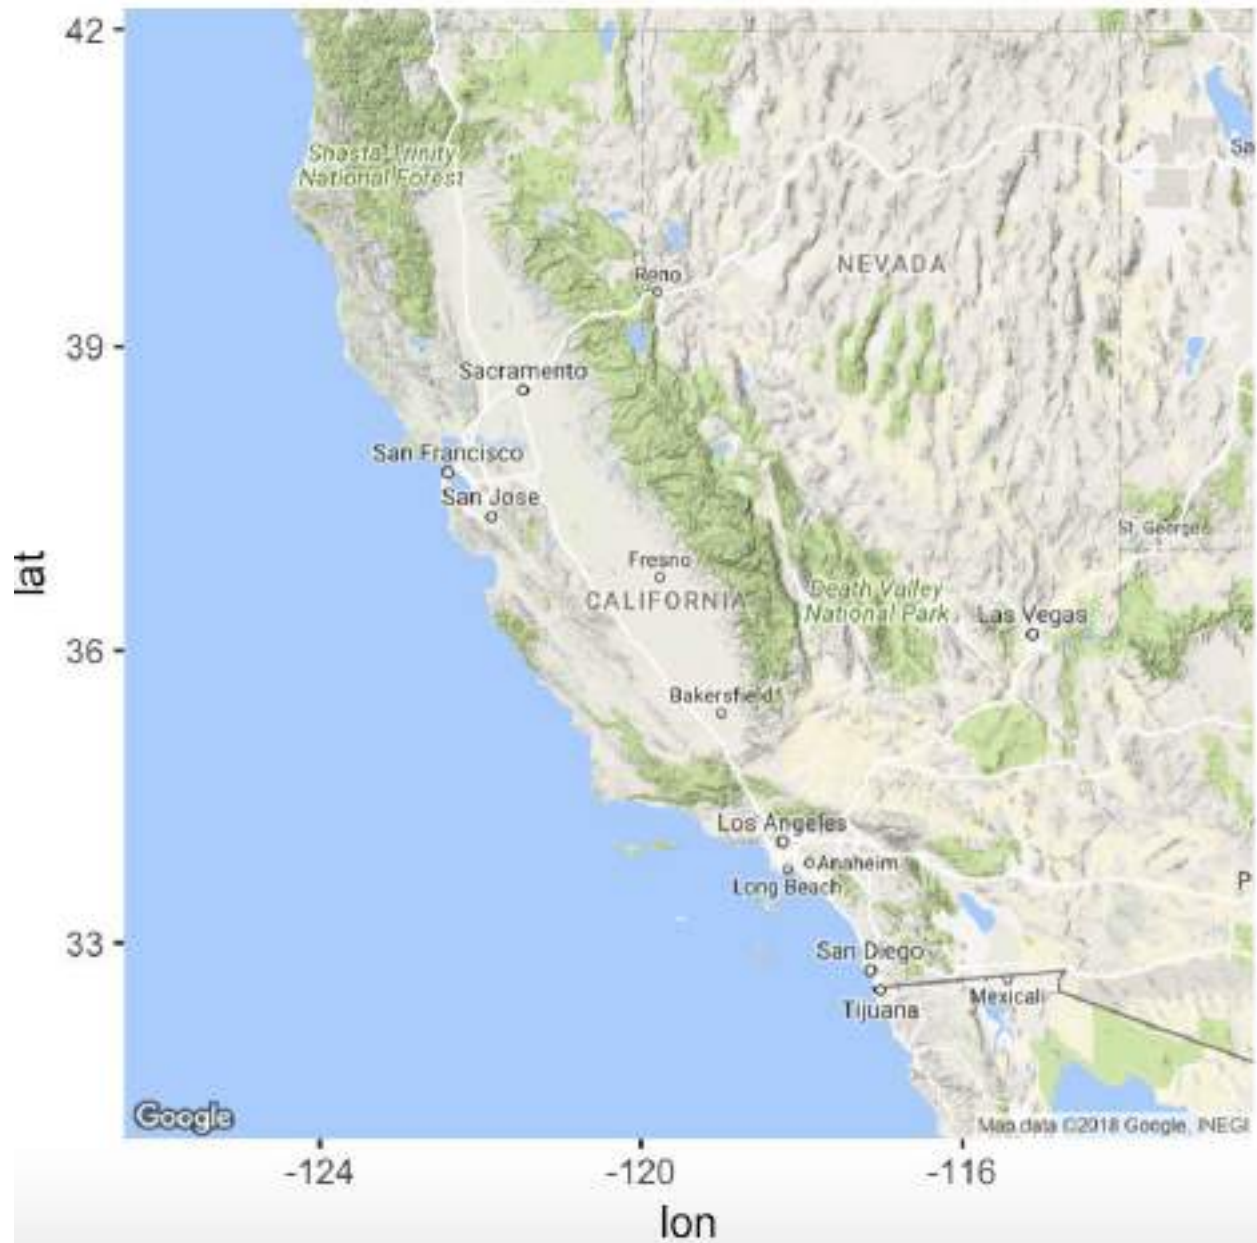 42
Shasta Trinity
National Forest
Sa
Reno
NEVADA
39
Sacramento
San Francisco
San Jose
St. George
Fresno
CALIFORNIA
Death Valley
National Park
Las Vegas
lat
36
Bakersfield
Los Angeles
Anaheim
Long Beach
P
33
San Diego
Tijuana
Mexicali
Google
Map data ©2018 Google, INEGI
-124
-120
-116
lon